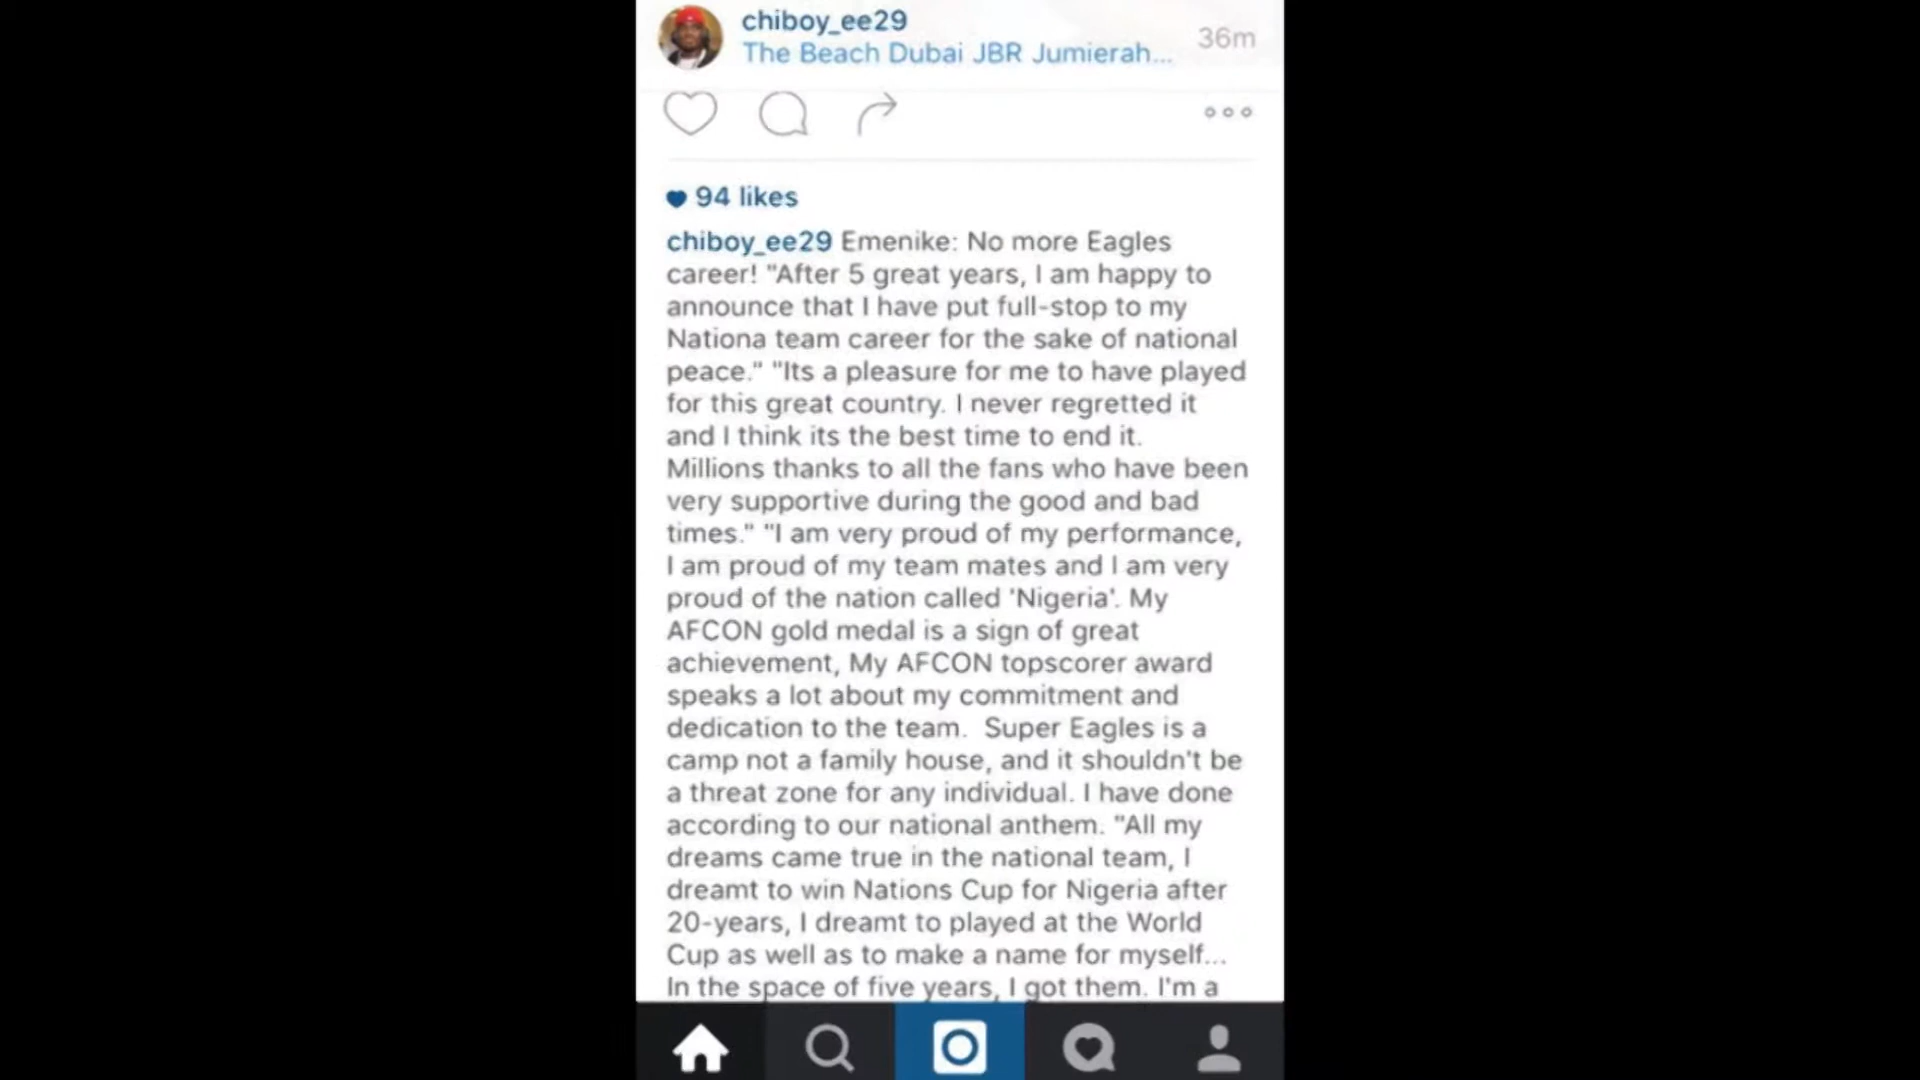 chiboy_ee29
The Beach Dubai JBR Jumierah...
36m
94 likes
chiboy_ee29 Emenike: No more Eagles
career! "After 5 great years, I am happy to
announce that I have put full-stop to my
Nationa team career for the sake of national
peace." "Its a pleasure for me to have played
for this great country. I never regretted it
and I think its the best time to end it.
Millions thanks to all the fans who have been
very supportive during the good and bad
times." "I am very proud of my performance,
I am proud of my team mates and I am very
proud of the nation called 'Nigeria'. My
AFCON gold medal is a sign of great
achievement, My AFCON topscorer award
speaks a lot about my commitment and
dedication to the team.  Super Eagles is a
camp not a family house, and it shouldn't be
a threat zone for any individual. I have done
according to our national anthem. "All my
dreams came true in the national team, I
dreamt to win Nations Cup for Nigeria after
20-years, I dreamt to played at the World
Cup as well as to make a name for myself...
In the space of five years, I got them. I'm a